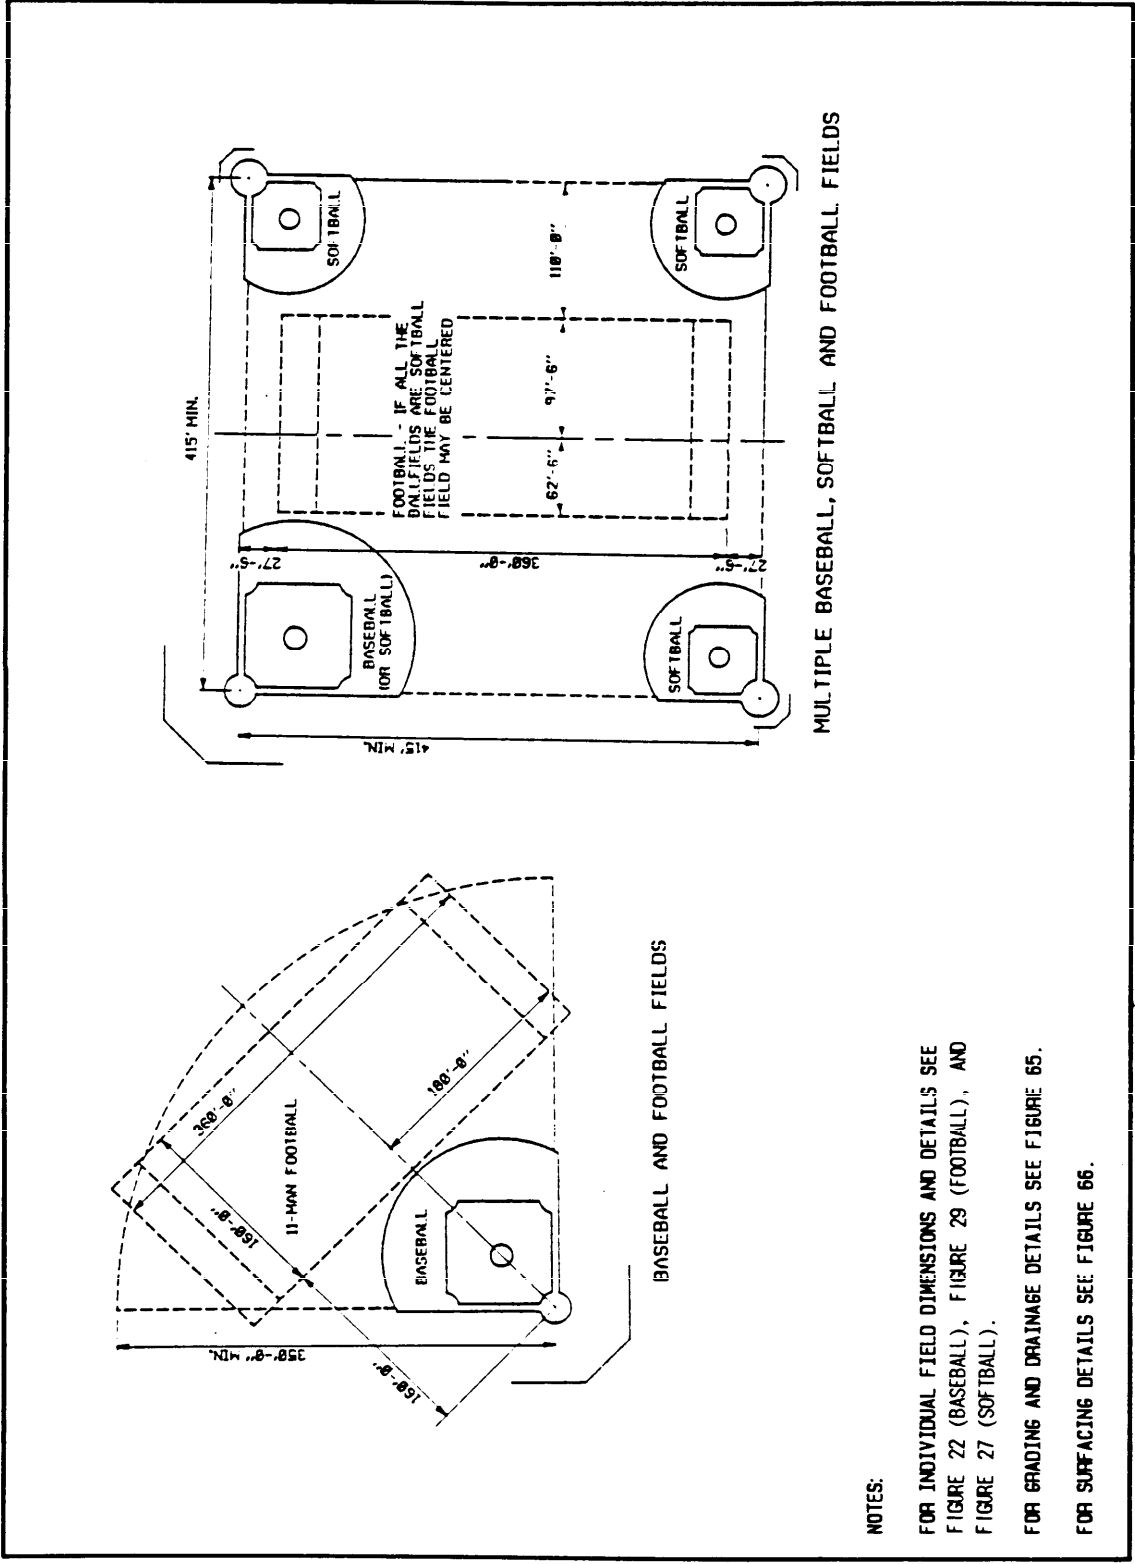 415' MIN.
SOFTBALL
110'-0"
SOFTBALL
FOOTBALL - IF ALL THE
BALLFIELDS ARE SOFTBALL
FIELDS THE FOOTBALL
FIELD MAY BE CENTERED
97'-6"
62'-6"
27'-6"
360'-0"
27'-6"
BASEBALL
(OR SOFTBALL)
SOFTBALL
415' MIN.
MULTIPLE BASEBALL, SOFTBALL AND FOOTBALL FIELDS
360'-0"
180'-0"
11-MAN FOOTBALL
160'-0"
BASEBALL
350'-0" MIN.
160'-0"
BASEBALL AND FOOTBALL FIELDS
NOTES:
FOR INDIVIDUAL FIELD DIMENSIONS AND DETAILS SEE
FIGURE 22 (BASEBALL), FIGURE 29 (FOOTBALL), AND
FIGURE 27 (SOFTBALL).
FOR GRADING AND DRAINAGE DETAILS SEE FIGURE 65.
FOR SURFACING DETAILS SEE FIGURE 66.